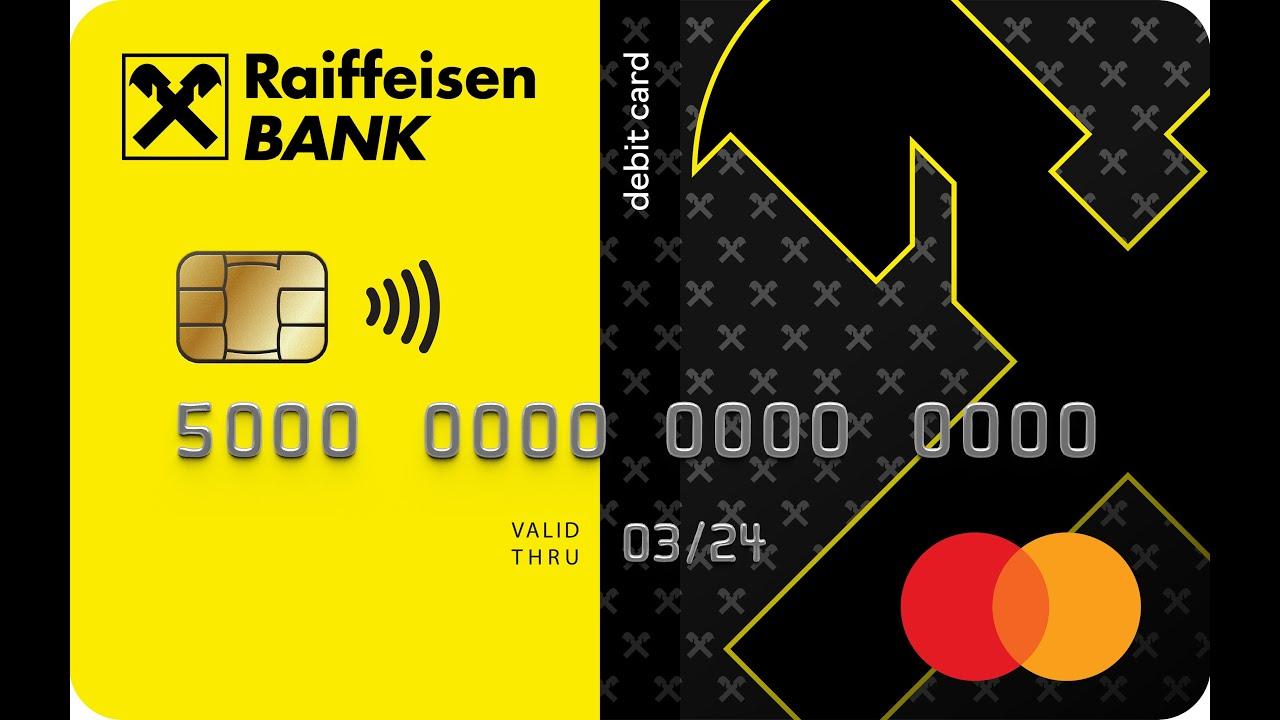 Raiffeisen
BANK
debit card
5000 0000 0000 0000
VALID
THRU
03/24